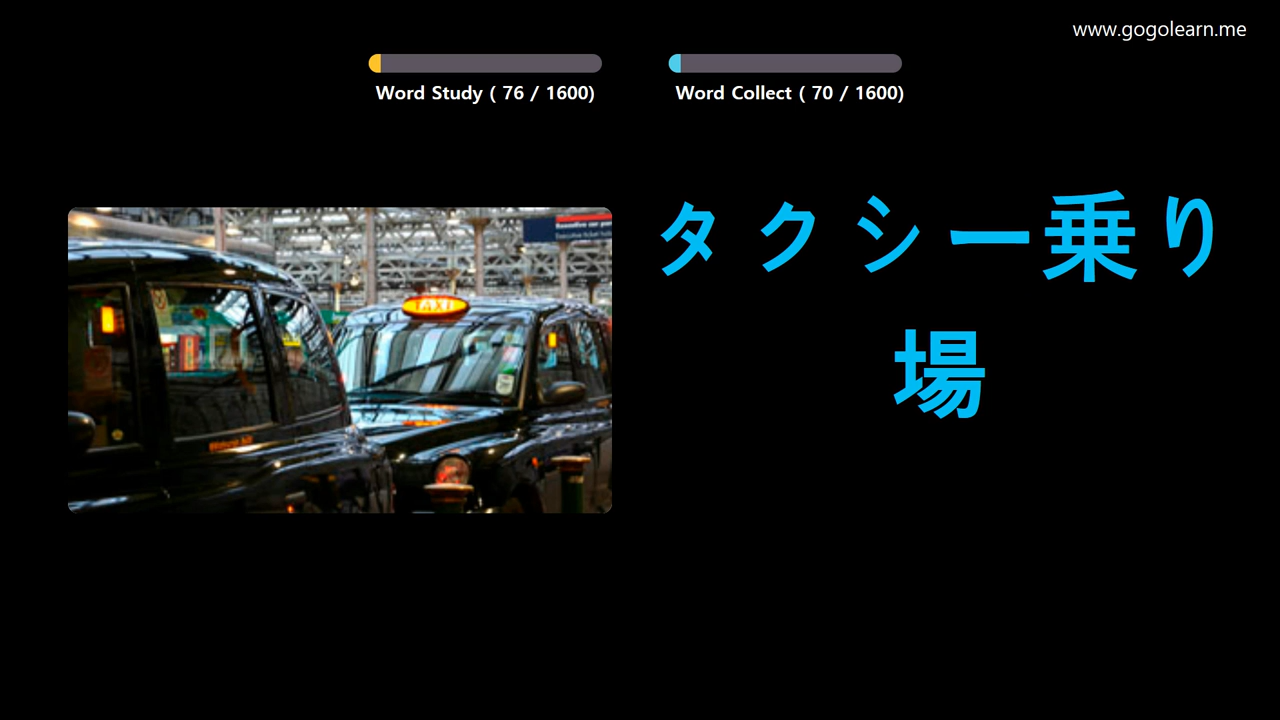 www.gogolearn.me
Word Study ( 76 / 1600)
Word Collect ( 70 / 1600)
タクシー乗り
場
TAXI